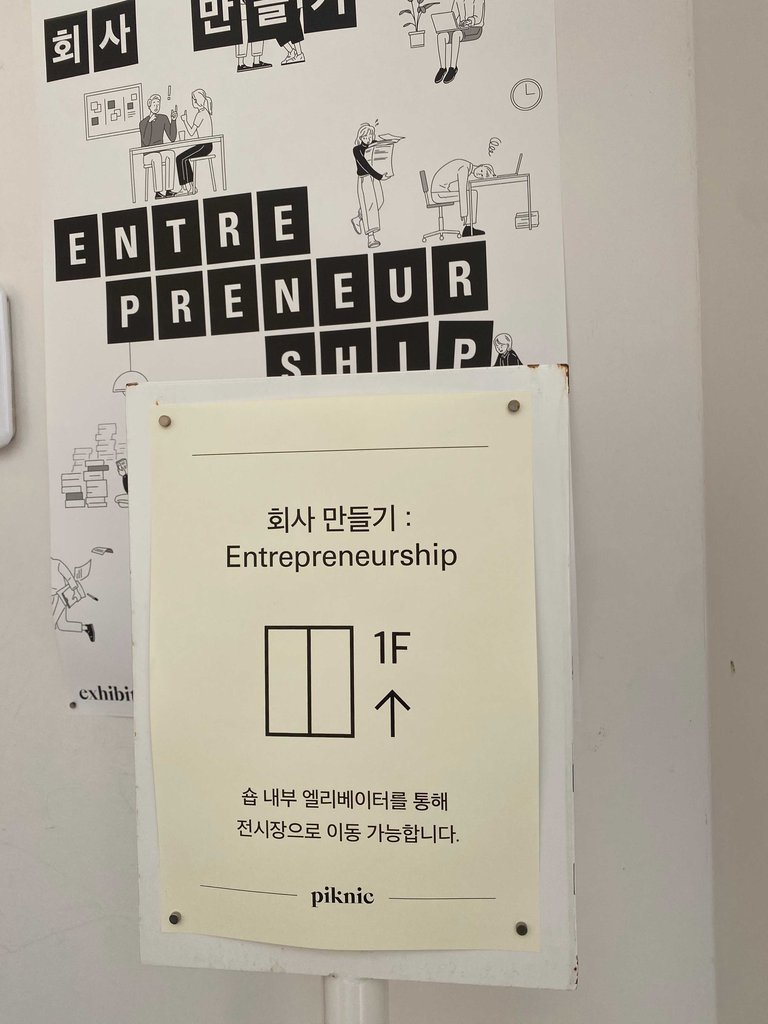 회사 만들기
ENTRE
PRENEUR
SHIP
exhibit
회사 만들기 :
Entrepreneurship
1F
숍 내부 엘리베이터를 통해
전시장으로 이동 가능합니다.
piknic